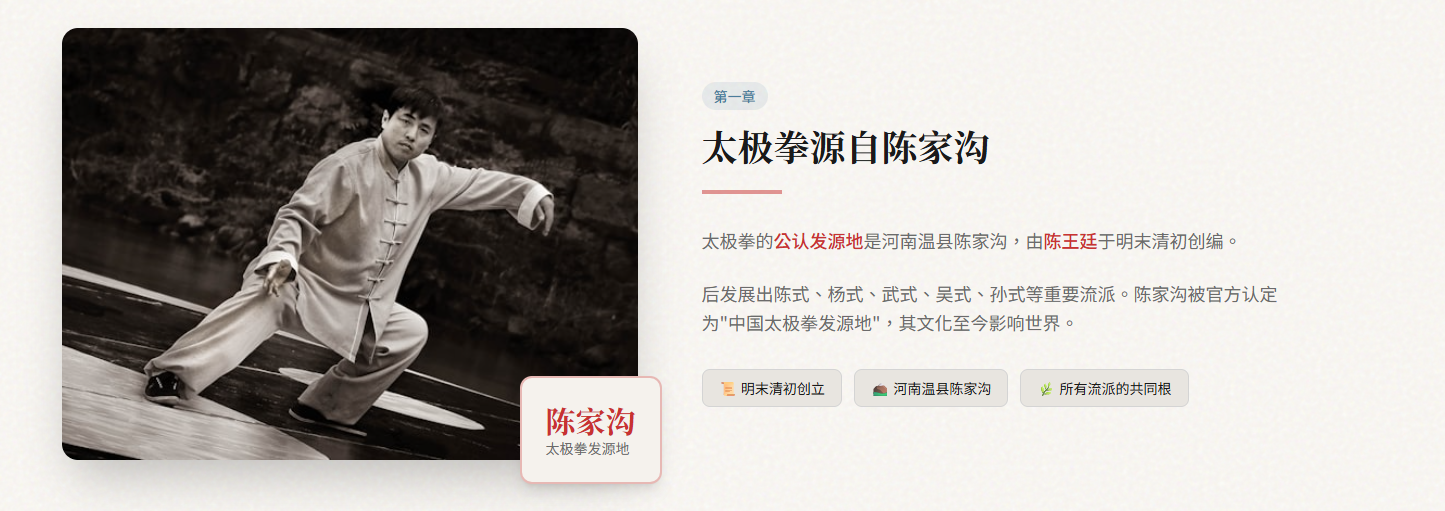 第一章
太极拳源自陈家沟
太极拳的公认发源地是河南温县陈家沟，由陈王廷于明末清初创编。
后发展出陈式、杨式、武式、吴式、孙式等重要流派。陈家沟被官方认定
为"中国太极拳发源地"，其文化至今影响世界。
📜 明末清初创立
⛰️ 河南温县陈家沟
🌿 所有流派的共同根
陈家沟
太极拳发源地